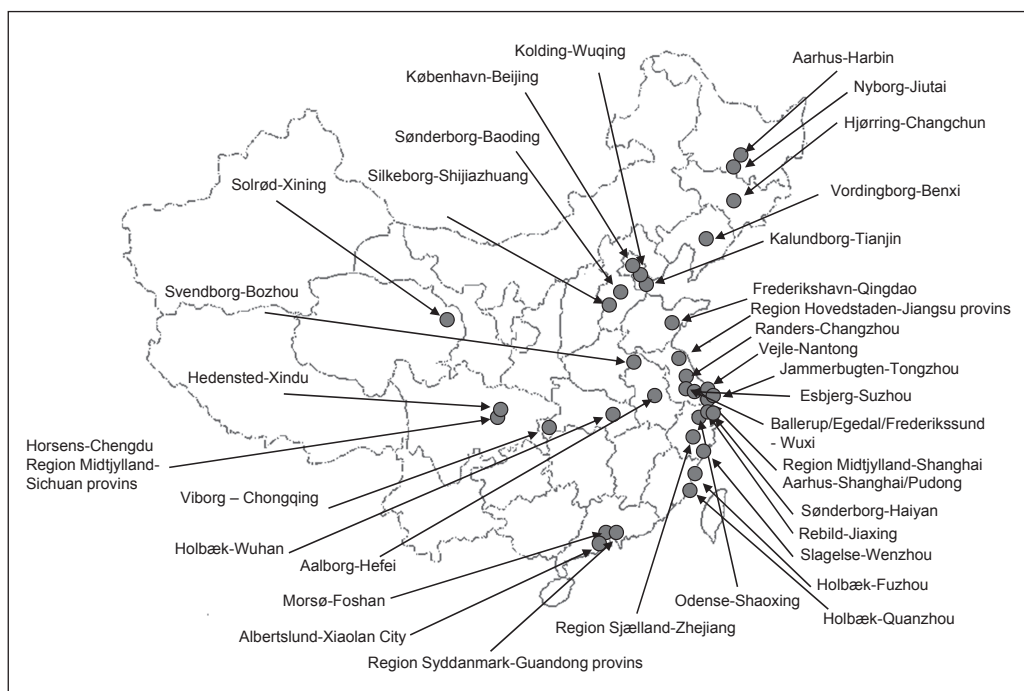 Kolding-Wuqing
København-Beijing
Sønderborg-Baoding
Silkeborg-Shijiazhuang
Solrød-Xining
Svendborg-Bozhou
Hedensted-Xindu
Horsens-Chengdu
Region Midtjylland-
Sichuan provins
Viborg – Chongqing
Holbæk-Wuhan
Aalborg-Hefei
Morsø-Foshan
Albertslund-Xiaolan City
Region Syddanmark-Guandong provins
Aarhus-Harbin
Nyborg-Jiutai
Hjørring-Changchun
Vordingborg-Benxi
Kalundborg-Tianjin
Frederikshavn-Qingdao
Region Hovedstaden-Jiangsu provins
Randers-Changzhou
Vejle-Nantong
Jammerbugten-Tongzhou
Esbjerg-Suzhou
Ballerup/Egedal/Frederikssund
- Wuxi
Region Midtjylland-Shanghai
Aarhus-Shanghai/Pudong
Sønderborg-Haiyan
Rebild-Jiaxing
Slagelse-Wenzhou
Holbæk-Fuzhou
Odense-Shaoxing
Holbæk-Quanzhou
Region Sjælland-Zhejiang